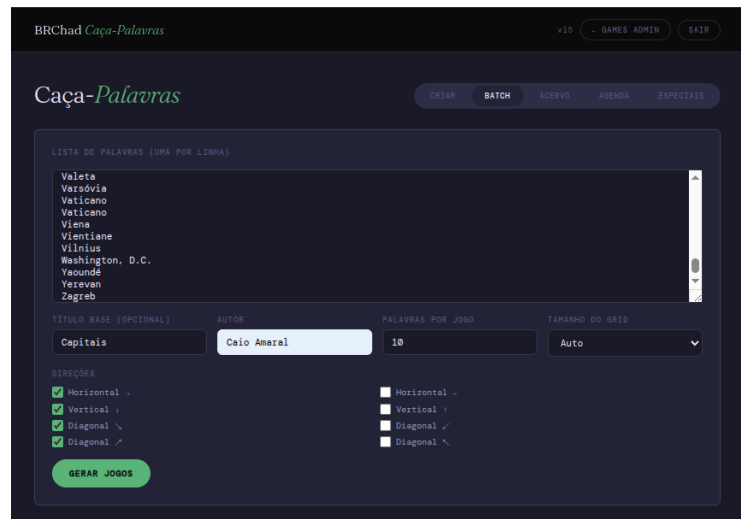 BRChad Caça-Palavras
v15
← GAMES ADMIN
SAIR
Caça-Palavras
CRIAR
BATCH
ACERVO
AGENDA
ESPECIAIS
LISTA DE PALAVRAS (UMA POR LINHA)
Valeta
Varsóvia
Vaticano
Vaticano
Viena
Vientiane
Vilnius
Washington, D.C.
Yaoundé
Yerevan
Zagreb
TÍTULO BASE (OPCIONAL)
AUTOR
PALAVRAS POR JOGO
TAMANHO DO GRID
Capitais
Caio Amaral
10
Auto
DIREÇÕES
Horizontal →
Horizontal ←
Vertical ↓
Vertical ↑
Diagonal ↘
Diagonal ↙
Diagonal ↗
Diagonal ↖
GERAR JOGOS